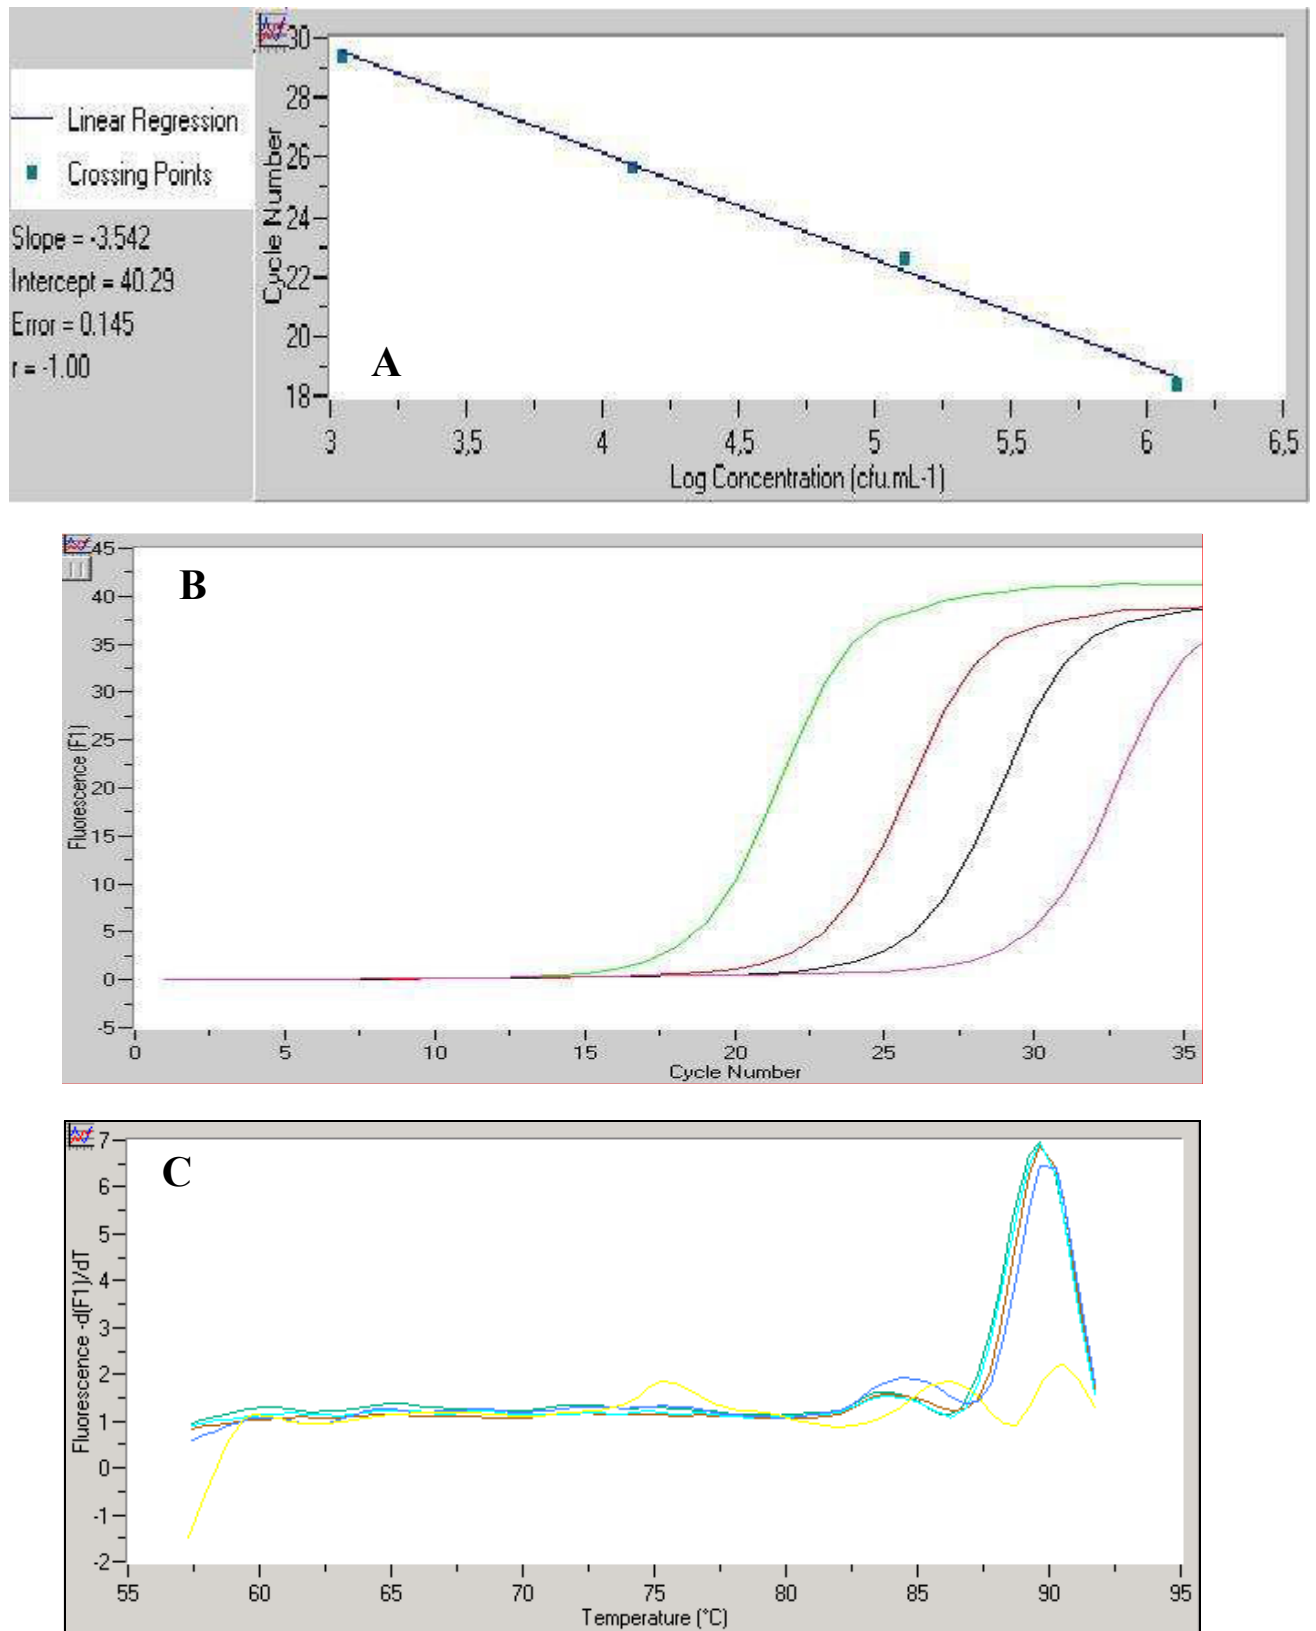 Linear Regression
Crossing Points
Slope = -3.542
Intercept = 40.29
Error = 0.145
r = -1.00
Cycle Number
30
28
26
24
22
20
18
A
3 3,5 4 4,5 5 5,5 6 6,5
Log Concentration (cfu.mL-1)
B
Fluorescence (F1)
45
40
35
30
25
20
15
10
5
0
-5
0 5 10 15 20 25 30 35
Cycle Number
C
Fluorescence -d(F1)/dT
7
6
5
4
3
2
1
0
-1
-2
55 60 65 70 75 80 85 90 95
Temperature (°C)